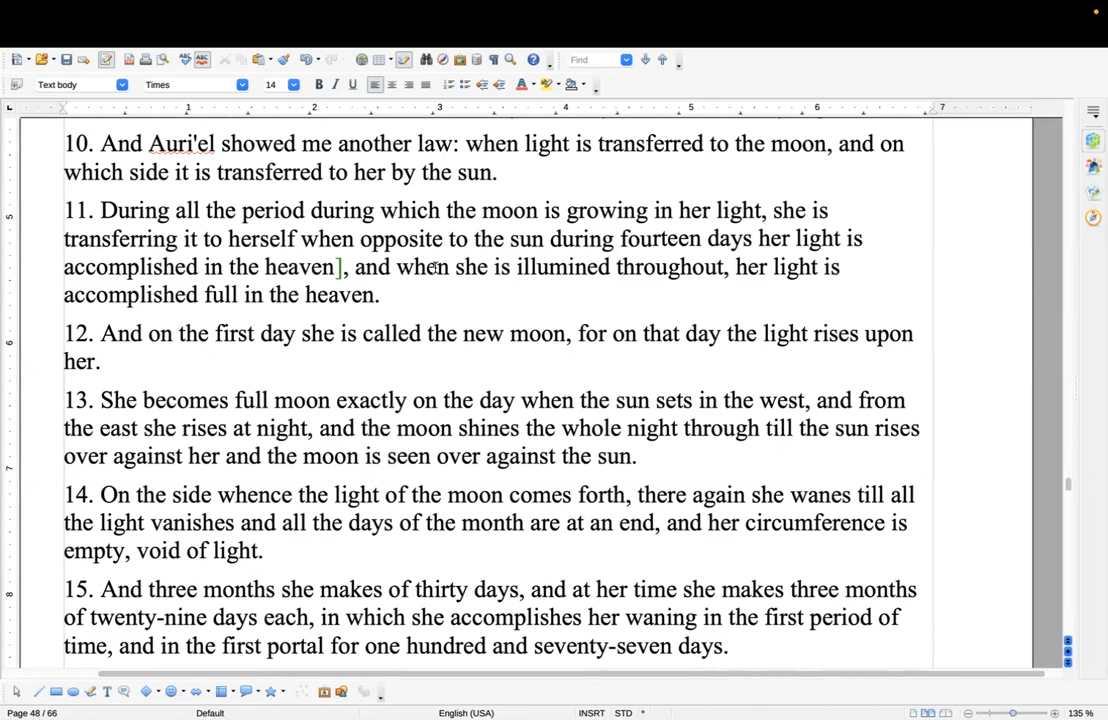 Text body
Times
14
B I U
Find
1 2 3 4 5 6 7
10. And Auri'el showed me another law: when light is transferred to the moon, and on
which side it is transferred to her by the sun.
11. During all the period during which the moon is growing in her light, she is
transferring it to herself when opposite to the sun during fourteen days her light is
accomplished in the heaven], and when she is illumined throughout, her light is
accomplished full in the heaven.
12. And on the first day she is called the new moon, for on that day the light rises upon
her.
13. She becomes full moon exactly on the day when the sun sets in the west, and from
the east she rises at night, and the moon shines the whole night through till the sun rises
over against her and the moon is seen over against the sun.
14. On the side whence the light of the moon comes forth, there again she wanes till all
the light vanishes and all the days of the month are at an end, and her circumference is
empty, void of light.
15. And three months she makes of thirty days, and at her time she makes three months
of twenty-nine days each, in which she accomplishes her waning in the first period of
time, and in the first portal for one hundred and seventy-seven days.
5
6
7
8
Page 48 / 66
Default
English (USA)
INSRT
STD
*
135 %